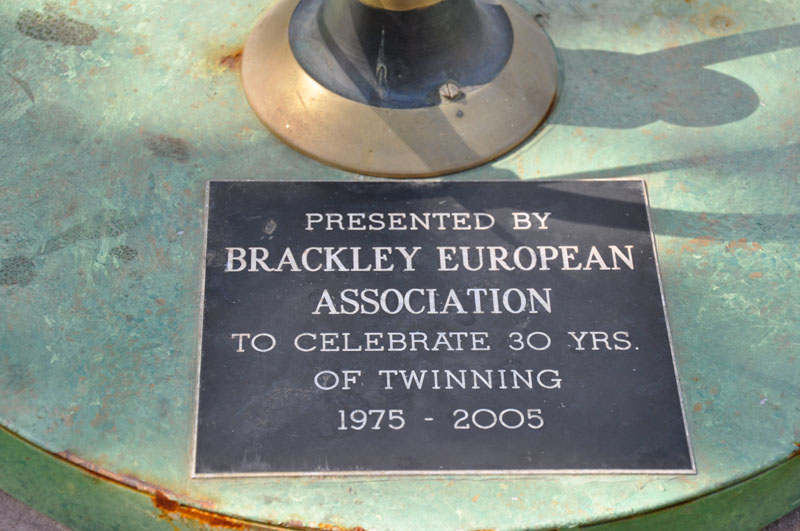 PRESENTED BY
BRACKLEY EUROPEAN
ASSOCIATION
TO CELEBRATE 30 YRS.
OF TWINNING
1975 - 2005